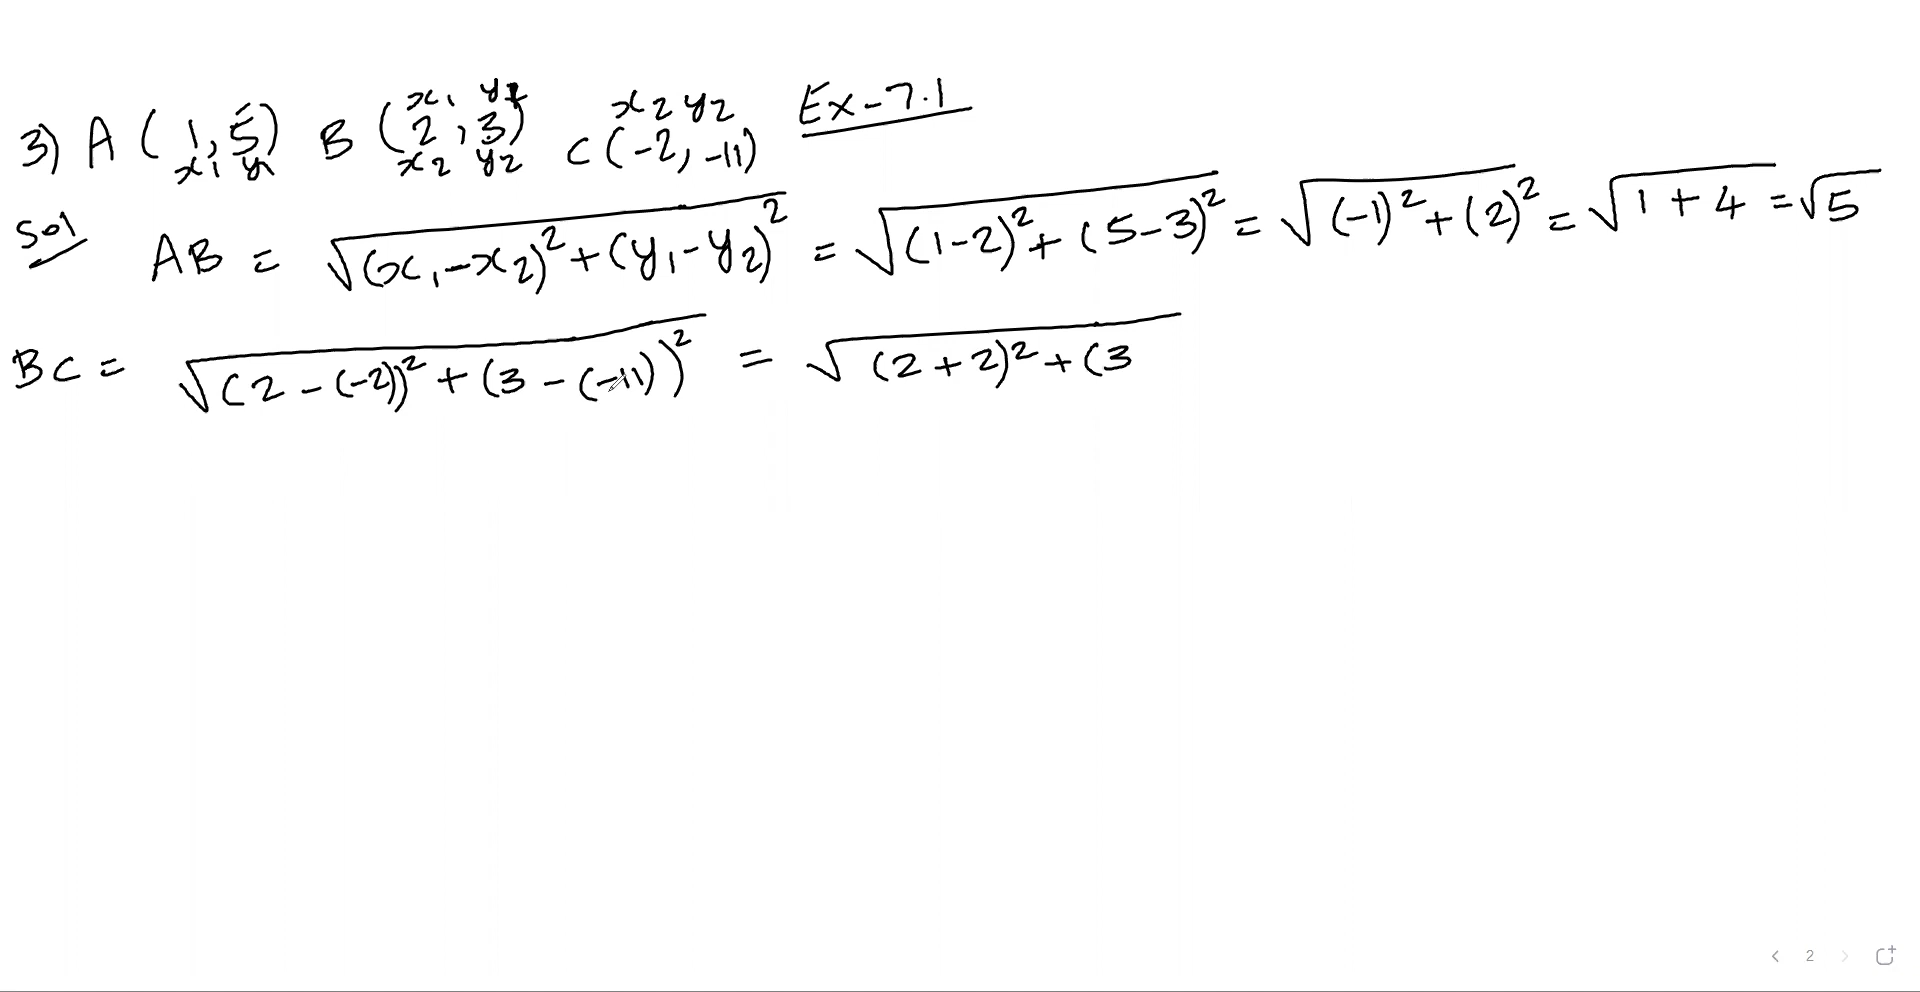 x₁ y₁ x₂ y₂ Ex-7.1
3) A ( 1, 5 ) B ( 2, 3 ) C (-2, -11)
x₁ y₁ x₂ y₂
Sol AB = √(x₁-x₂)²+(y₁-y₂)² = √(1-2)²+(5-3)² = √(-1)²+(2)² = √1+4 = √5
BC = √(2-(-2))²+(3-(-11))² = √(2+2)²+(3
2